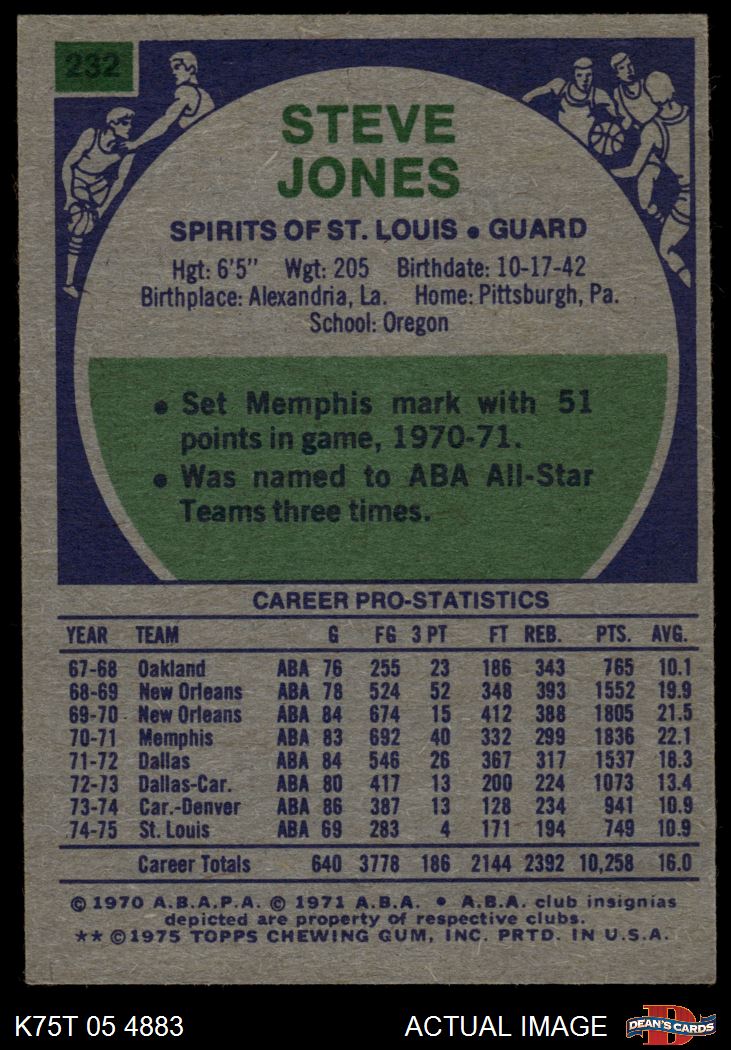 232
STEVE
JONES
SPIRITS OF ST. LOUIS • GUARD
Hgt: 6'5" Wgt: 205 Birthdate: 10-17-42
Birthplace: Alexandria, La. Home: Pittsburgh, Pa.
School: Oregon
• Set Memphis mark with 51
points in game, 1970-71.
• Was named to ABA All-Star
Teams three times.
CAREER PRO-STATISTICS
YEAR TEAM G FG 3 PT FT REB. PTS. AVG.
67-68 Oakland ABA 76 255 23 186 343 765 10.1
68-69 New Orleans ABA 78 524 52 348 393 1552 19.9
69-70 New Orleans ABA 84 674 15 412 388 1805 21.5
70-71 Memphis ABA 83 692 40 332 299 1836 22.1
71-72 Dallas ABA 84 546 26 367 317 1537 18.3
72-73 Dallas-Car. ABA 80 417 13 200 224 1073 13.4
73-74 Car.-Denver ABA 86 387 13 128 234 941 10.9
74-75 St. Louis ABA 69 283 4 171 194 749 10.9
Career Totals 640 3778 186 2144 2392 10,258 16.0
© 1970 A.B.A.P.A. © 1971 A.B.A. • A.B.A. club insignias
depicted are property of respective clubs.
** © 1975 TOPPS CHEWING GUM, INC. PRTD. IN U.S.A.
K75T 05 4883 ACTUAL IMAGE D DEAN'S CARDS